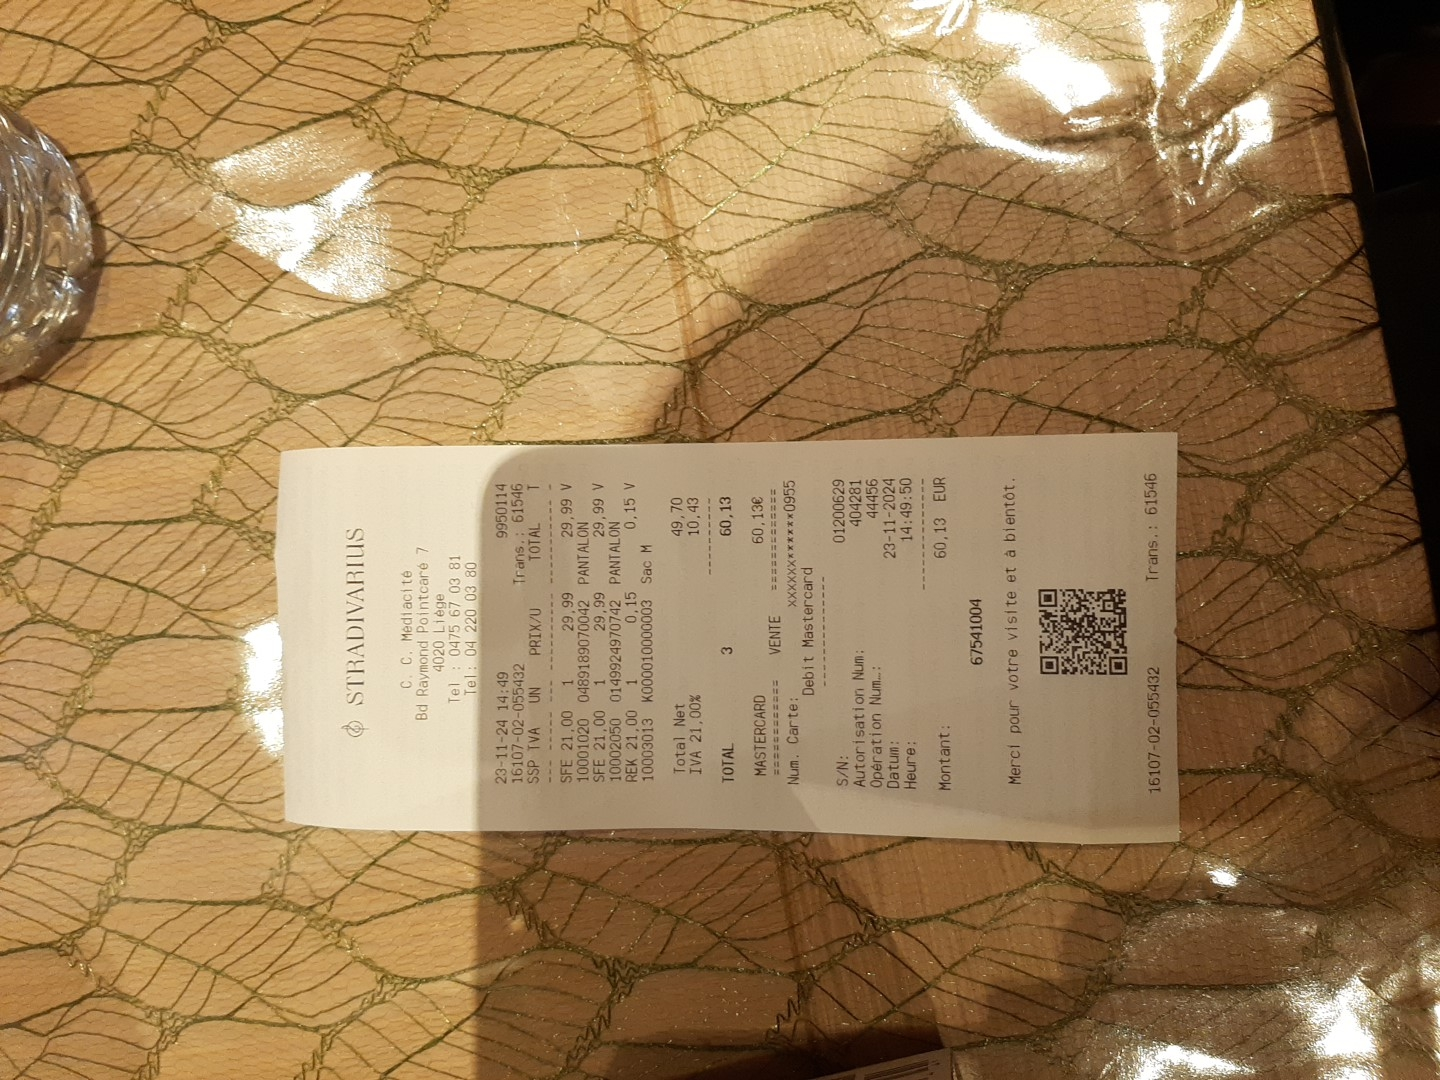 STRADIVARIUS
C. C. Médiacité
Bd Raymond Pointcaré 7
4020 Liège
Tel : 0475 67 03 81
Tel.: 04 220 03 80
23-11-24 14:49 9950114
16107-02-055432 Trans.: 61546
SSP TVA UN PRIX/U TOTAL T
SFE 21,00 1 29,99 29,99 V
10001020 0489189070042 PANTALON
SFE 21,00 1 29,99 29,99 V
10002050 0149924970742 PANTALON
REK 21,00 1 0,15 0,15 V
10003013 K000010000003 Sac M
Total Net 49,70
IVA 21,00% 10,43
TOTAL 3 60,13
MASTERCARD 60,13€
========= VENTE ===========
Num. Carte: XXXXXXXXXXXX0955
Debit Mastercard
S/N: 01200629
Autorisation Num: 404281
Opération Num.: 44456
Datum: 23-11-2024
Heure: 14:49:50
Montant: 60,13 EUR
67541004
Merci pour votre visite et à bientôt.
16107-02-055432 Trans.: 61546